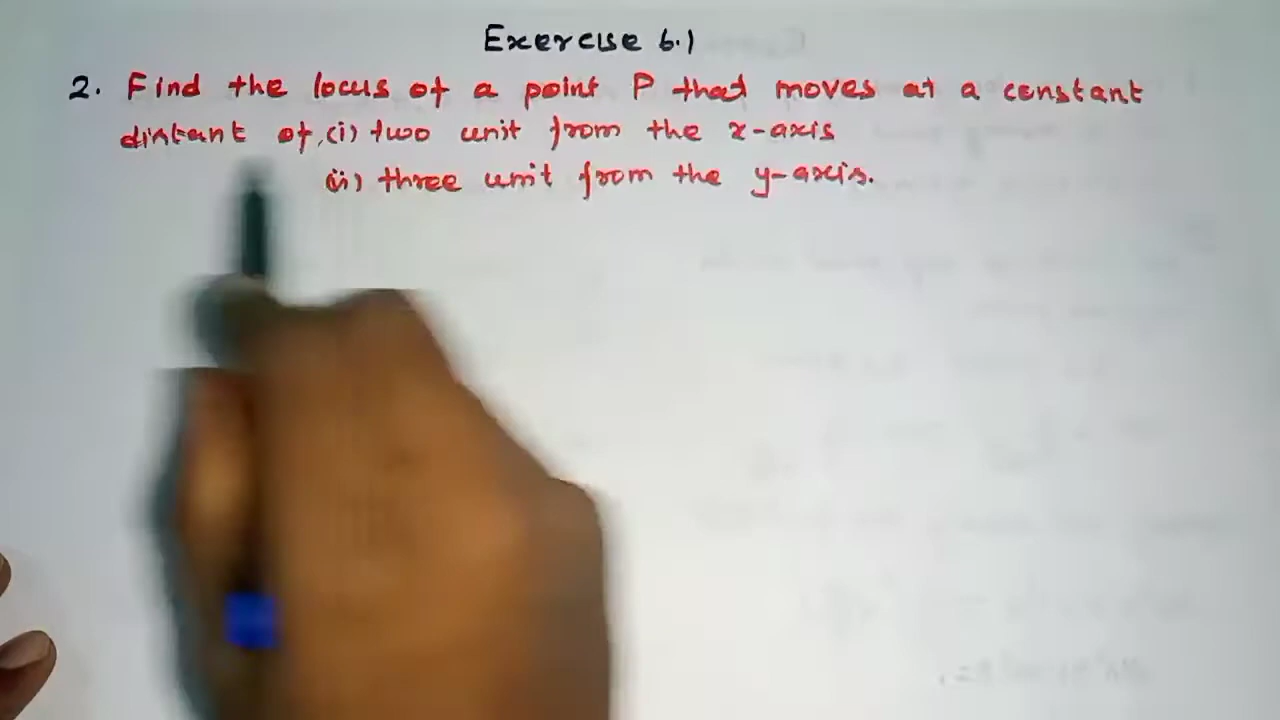 Exercise 6.1
2. Find the locus of a point P that moves at a constant
distant of, (i) two unit from the x-axis
(ii) three unit from the y-axis.